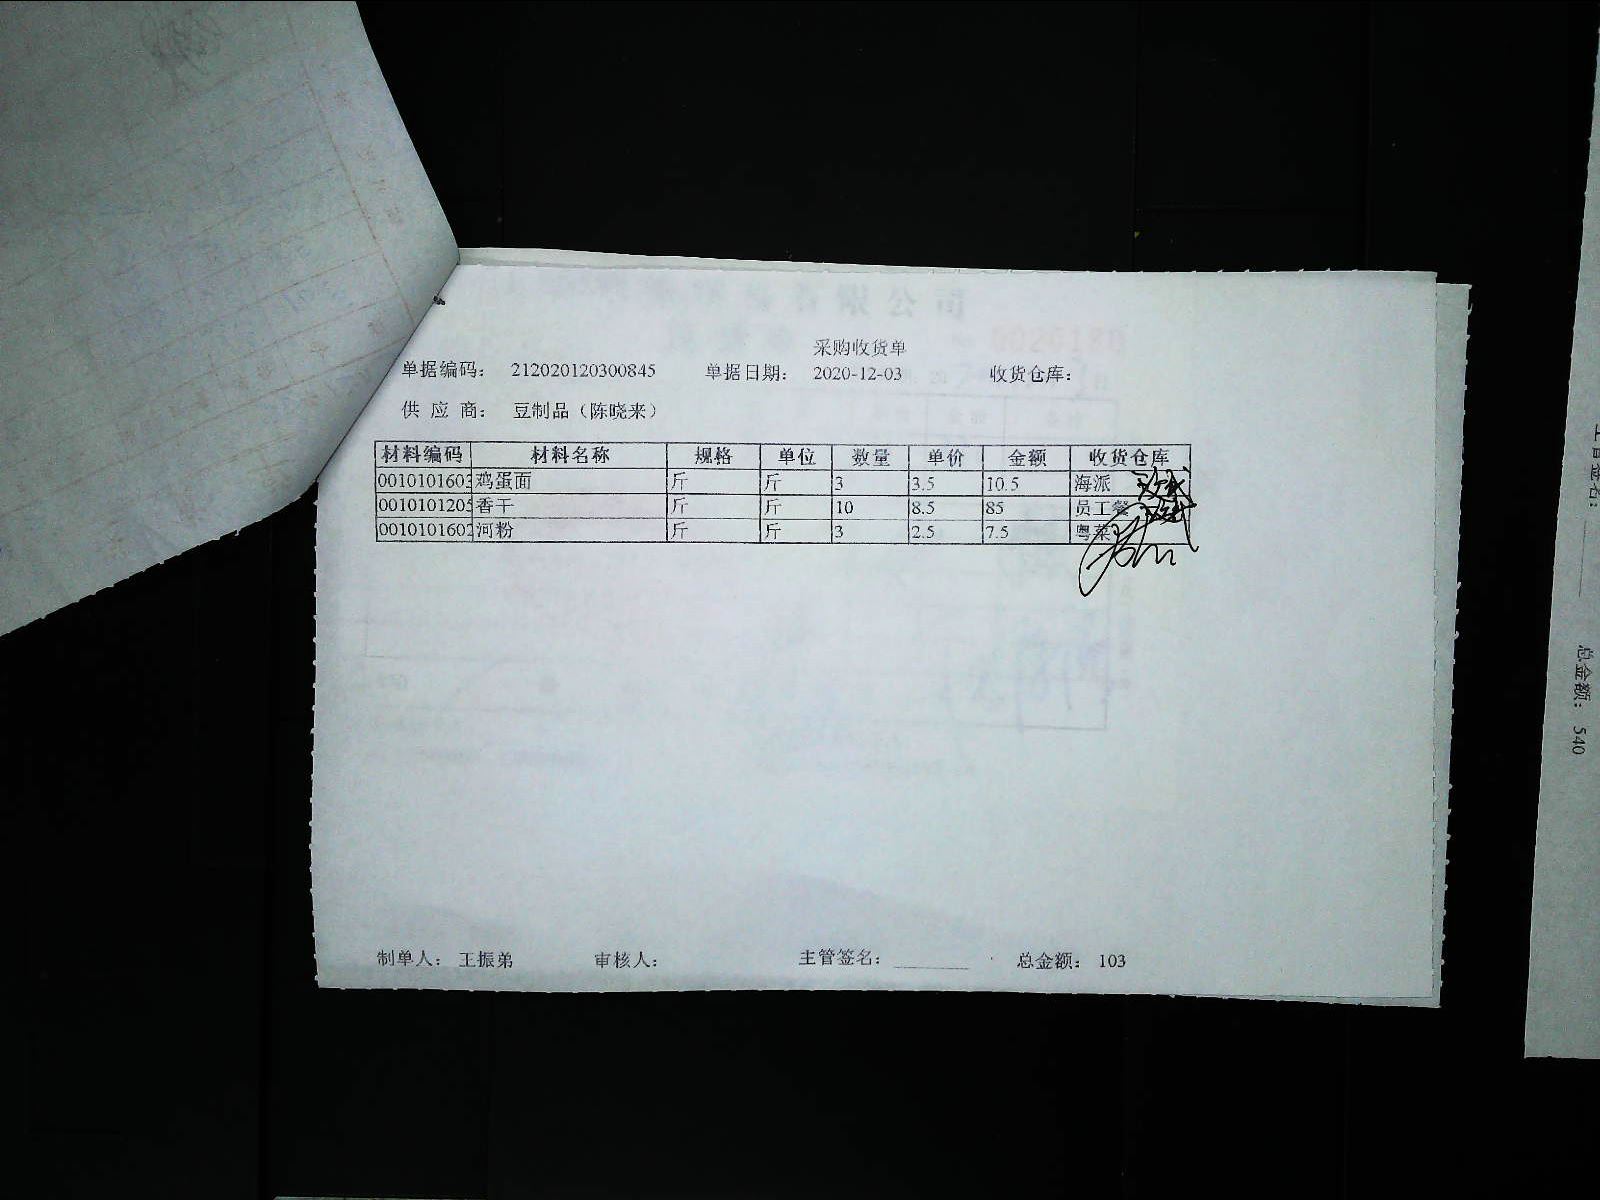 采购收货单
单据编码： 212020120300845 单据日期： 2020-12-03 收货仓库：
供 应 商： 豆制品（陈晓来）
材料编码 材料名称 规格 单位 数量 单价 金额 收货仓库
0010101603 鸡蛋面 斤 斤 3 3.5 10.5 海派
0010101205 香干 斤 斤 10 8.5 85 员工餐
0010101602 河粉 斤 斤 3 2.5 7.5 粤菜
制单人： 王振弟 审核人： 主管签名： 总金额： 103
总金额： 540